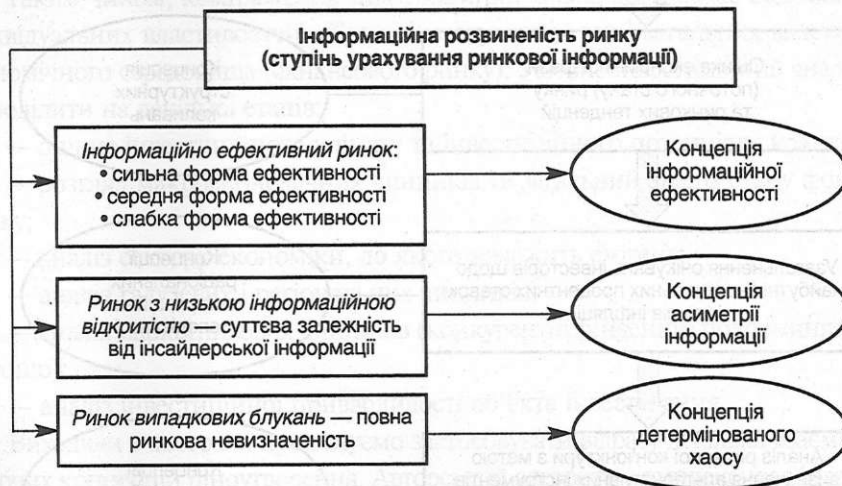 Інформаційна розвиненість ринку
(ступінь урахування ринкової інформації)
Інформаційно ефективний ринок:
• сильна форма ефективності
• середня форма ефективності
• слабка форма ефективності
Концепція
інформаційної
ефективності
Ринок з низькою інформаційною
відкритістю — суттєва залежність
від інсайдерської інформації
Концепція
асиметрії
інформації
Ринок випадкових блукань — повна
ринкова невизначеність
Концепція
детермінованого
хаосу